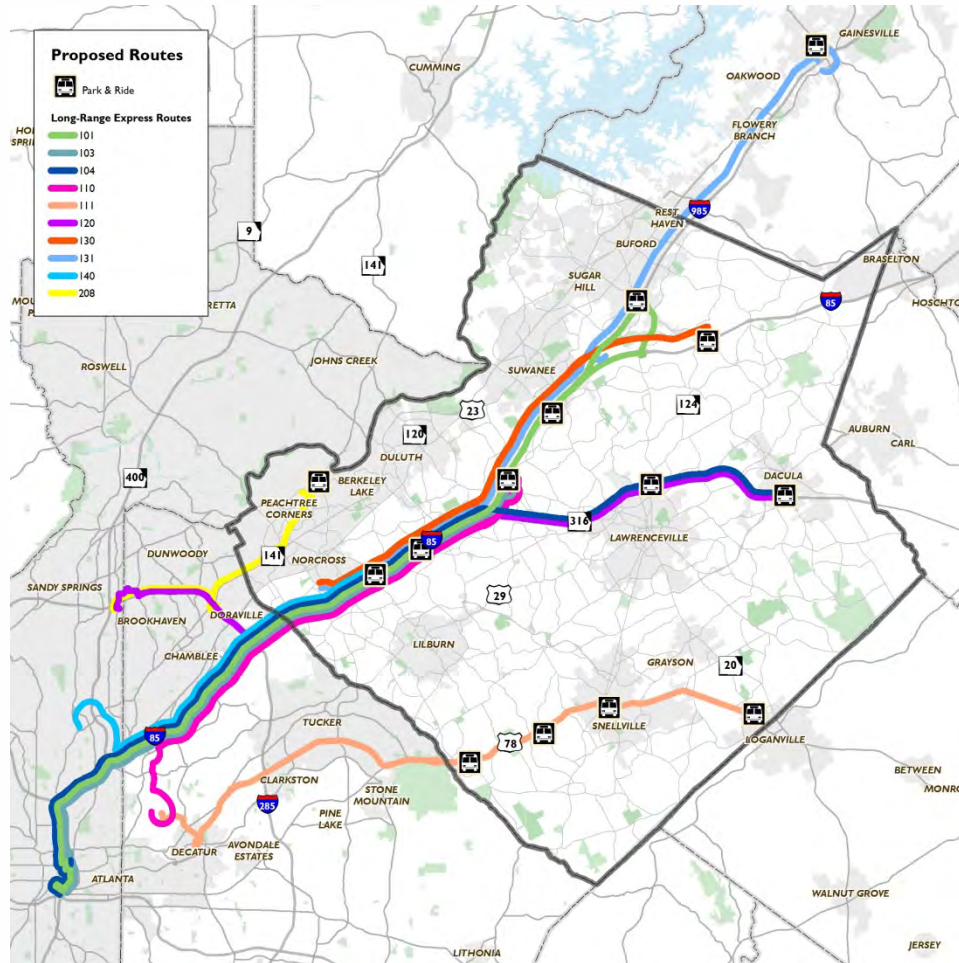 Proposed Routes
Park & Ride
Long-Range Express Routes
101
103
104
110
111
120
130
131
140
208
GAINESVILLE
CUMMING
OAKWOOD
FLOWERY
BRANCH
985
REST
HAVEN
9
141
BUFORD
BRASELTON
SUGAR
HILL
85
HOSCHT
RETTA
JOHNS CREEK
ROSWELL
SUWANEE
23
124
120
DULUTH
AUBURN
CARL
400
BERKELEY
LAKE
DACULA
PEACHTREE
CORNERS
316
LAWRENCEVILLE
85
141
DUNWOODY
NORCROSS
SANDY SPRINGS
29
BROOKHAVEN
DORAVILLE
LILBURN
CHAMBLEE
GRAYSON
20
TUCKER
SNELLVILLE
85
78
LOGANVILLE
CLARKSTON
STONE
MOUNTAIN
285
BETWEEN
MONRO
PINE
LAKE
DECATUR
AVONDALE
ESTATES
ATLANTA
WALNUT GROVE
LITHONIA
JERSEY